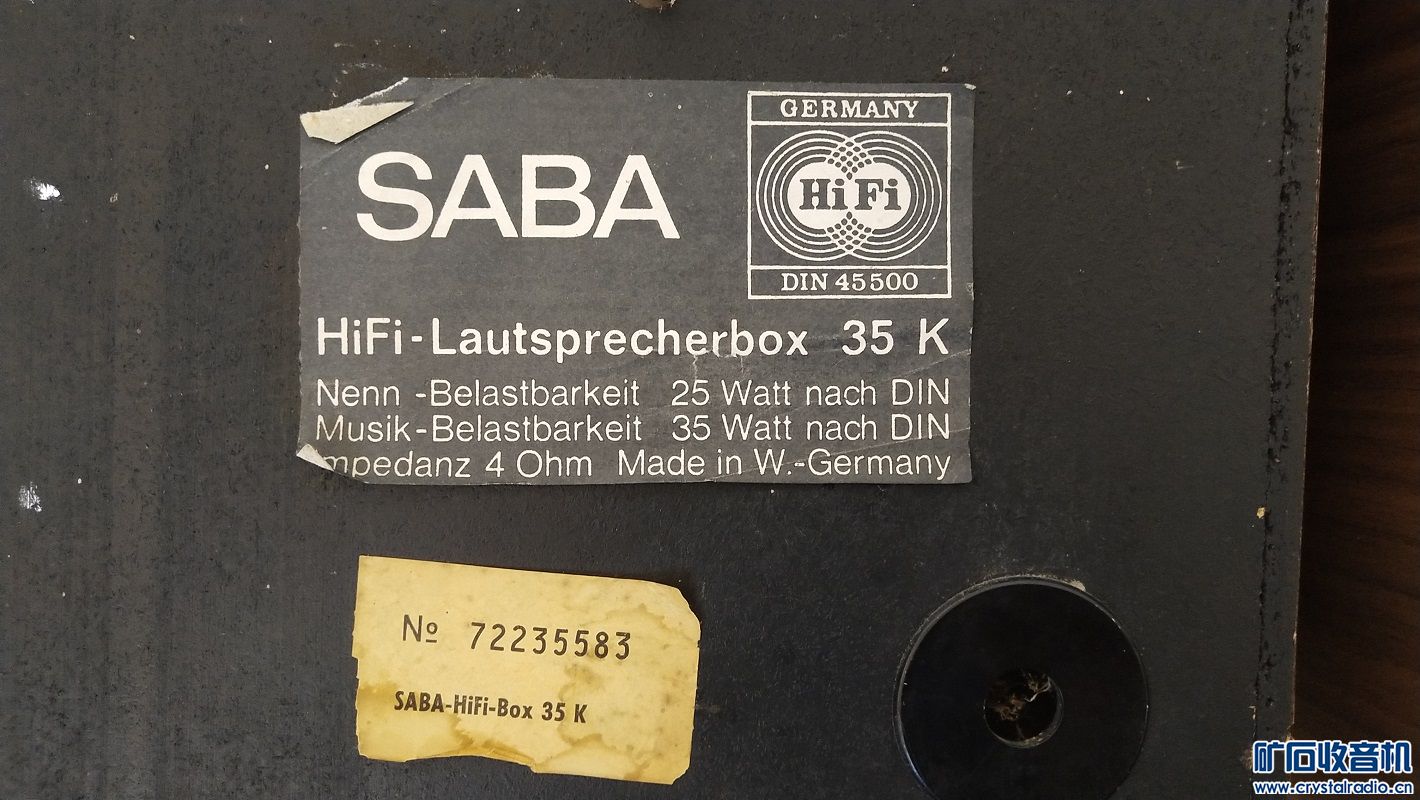 SABA
GERMANY
HiFi
DIN 45500
HiFi-Lautsprecherbox 35 K
Nenn -Belastbarkeit 25 Watt nach DIN
Musik-Belastbarkeit 35 Watt nach DIN
mpedanz 4 Ohm Made in W.-Germany
№ 72235583
SABA-HiFi-Box 35 K
矿石收音机
www.crystalradio.cn